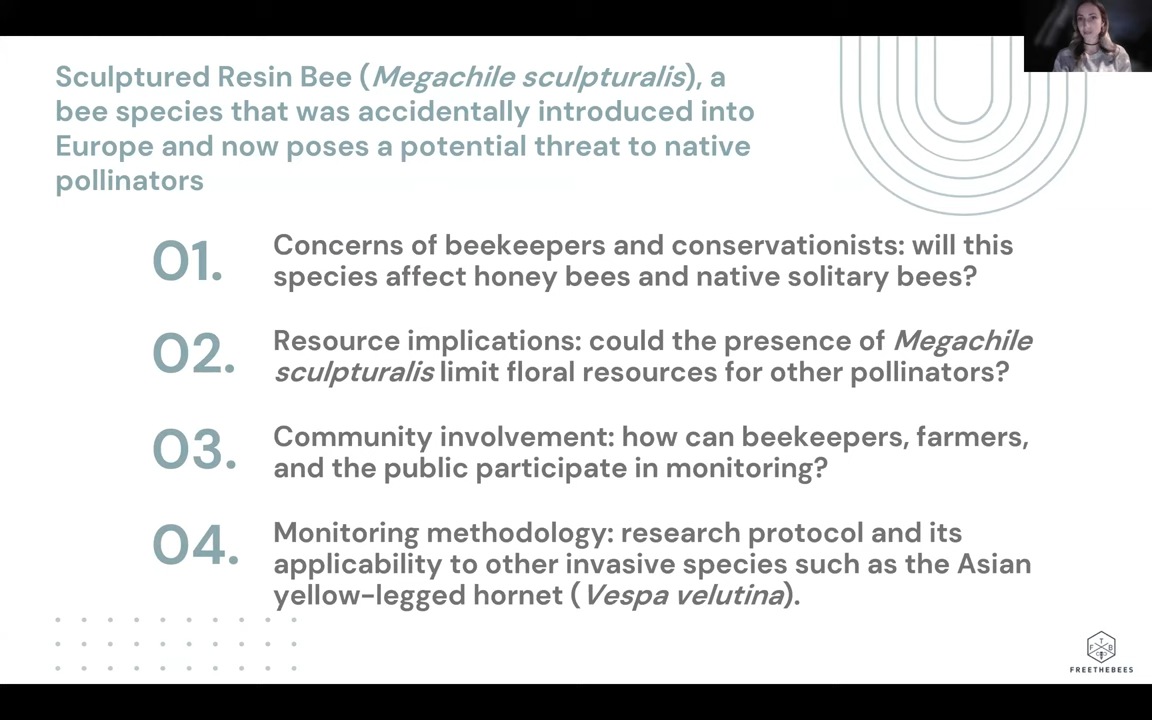 Sculptured Resin Bee (Megachile sculpturalis), a
bee species that was accidentally introduced into
Europe and now poses a potential threat to native
pollinators
01.
Concerns of beekeepers and conservationists: will this
species affect honey bees and native solitary bees?
02.
Resource implications: could the presence of Megachile
sculpturalis limit floral resources for other pollinators?
03.
Community involvement: how can beekeepers, farmers,
and the public participate in monitoring?
04.
Monitoring methodology: research protocol and its
applicability to other invasive species such as the Asian
yellow-legged hornet (Vespa velutina).
T
F B
FREETHEBEES